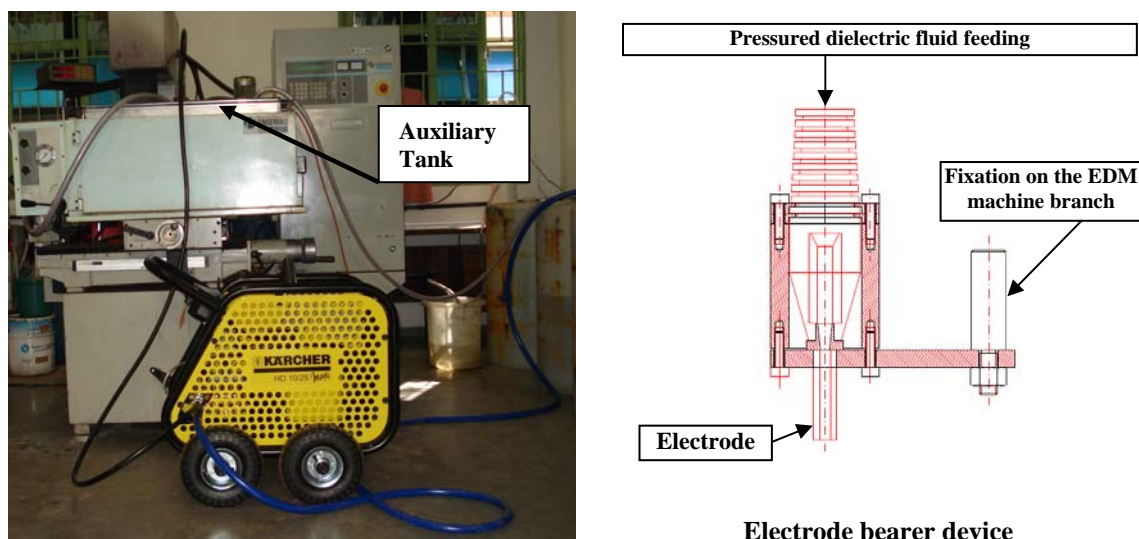 Auxiliary
Tank
KÄRCHER
HD 10/25
Pressured dielectric fluid feeding
Fixation on the EDM
machine branch
Electrode
Electrode bearer device